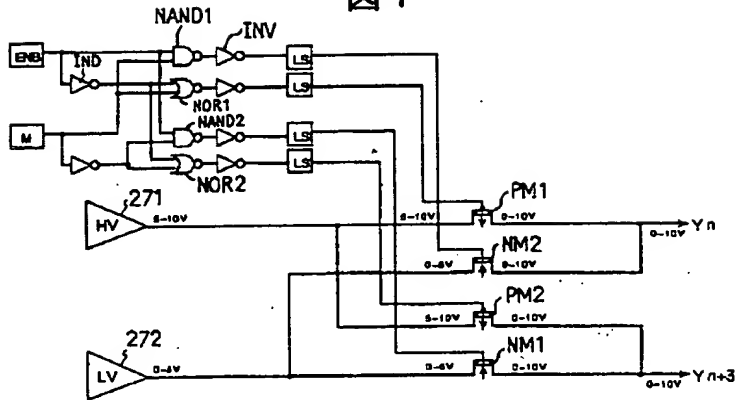 図 1
NAND1
INV
ENB
IND
LS
LS
NOR1
NAND2
M
LS
LS
NOR2
271
HV
5-10V
5-10V
PM1
0-10V
Yn
0-10V
NM2
0-5V
0-10V
PM2
5-10V
0-10V
272
LV
0-5V
NM1
0-5V
0-10V
Yn+3
0-10V